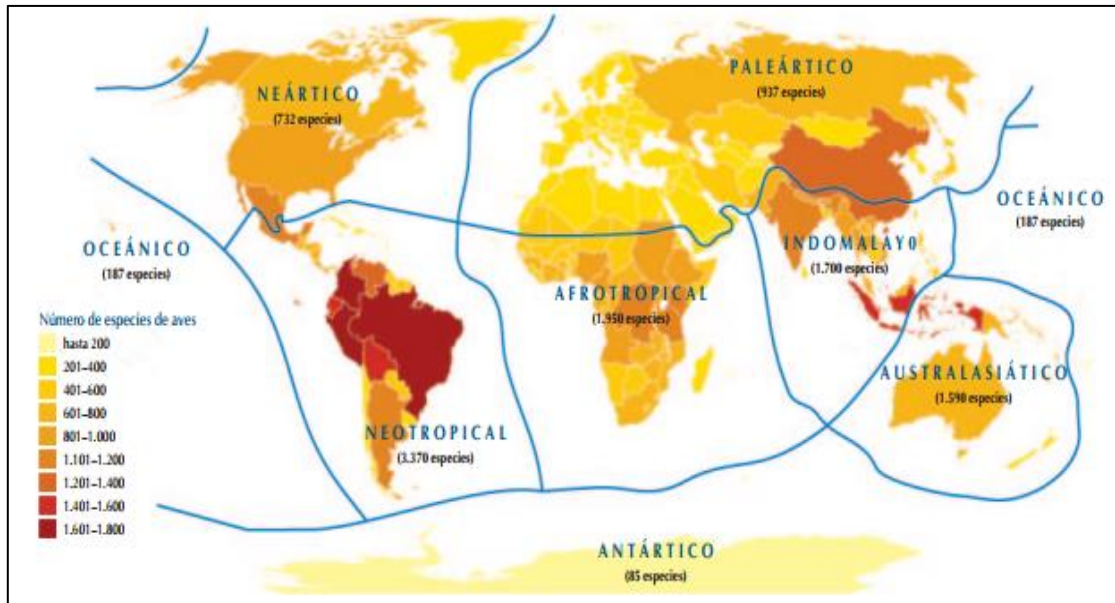 PALEÁRTICO
(937 especies)
NEÁRTICO
(732 especies)
OCEÁNICO
(187 especies)
OCEÁNICO
(187 especies)
INDOMALAYO
(1.700 especies)
AFROTROPICAL
(1.950 especies)
Número de especies de aves
hasta 200
201–400
401–600
601–800
801–1.000
1.101–1.200
1.201–1.400
1.401–1.600
1.601–1.800
AUSTRALASIÁTICO
(1.590 especies)
NEOTROPICAL
(3.370 especies)
ANTÁRTICO
(85 especies)